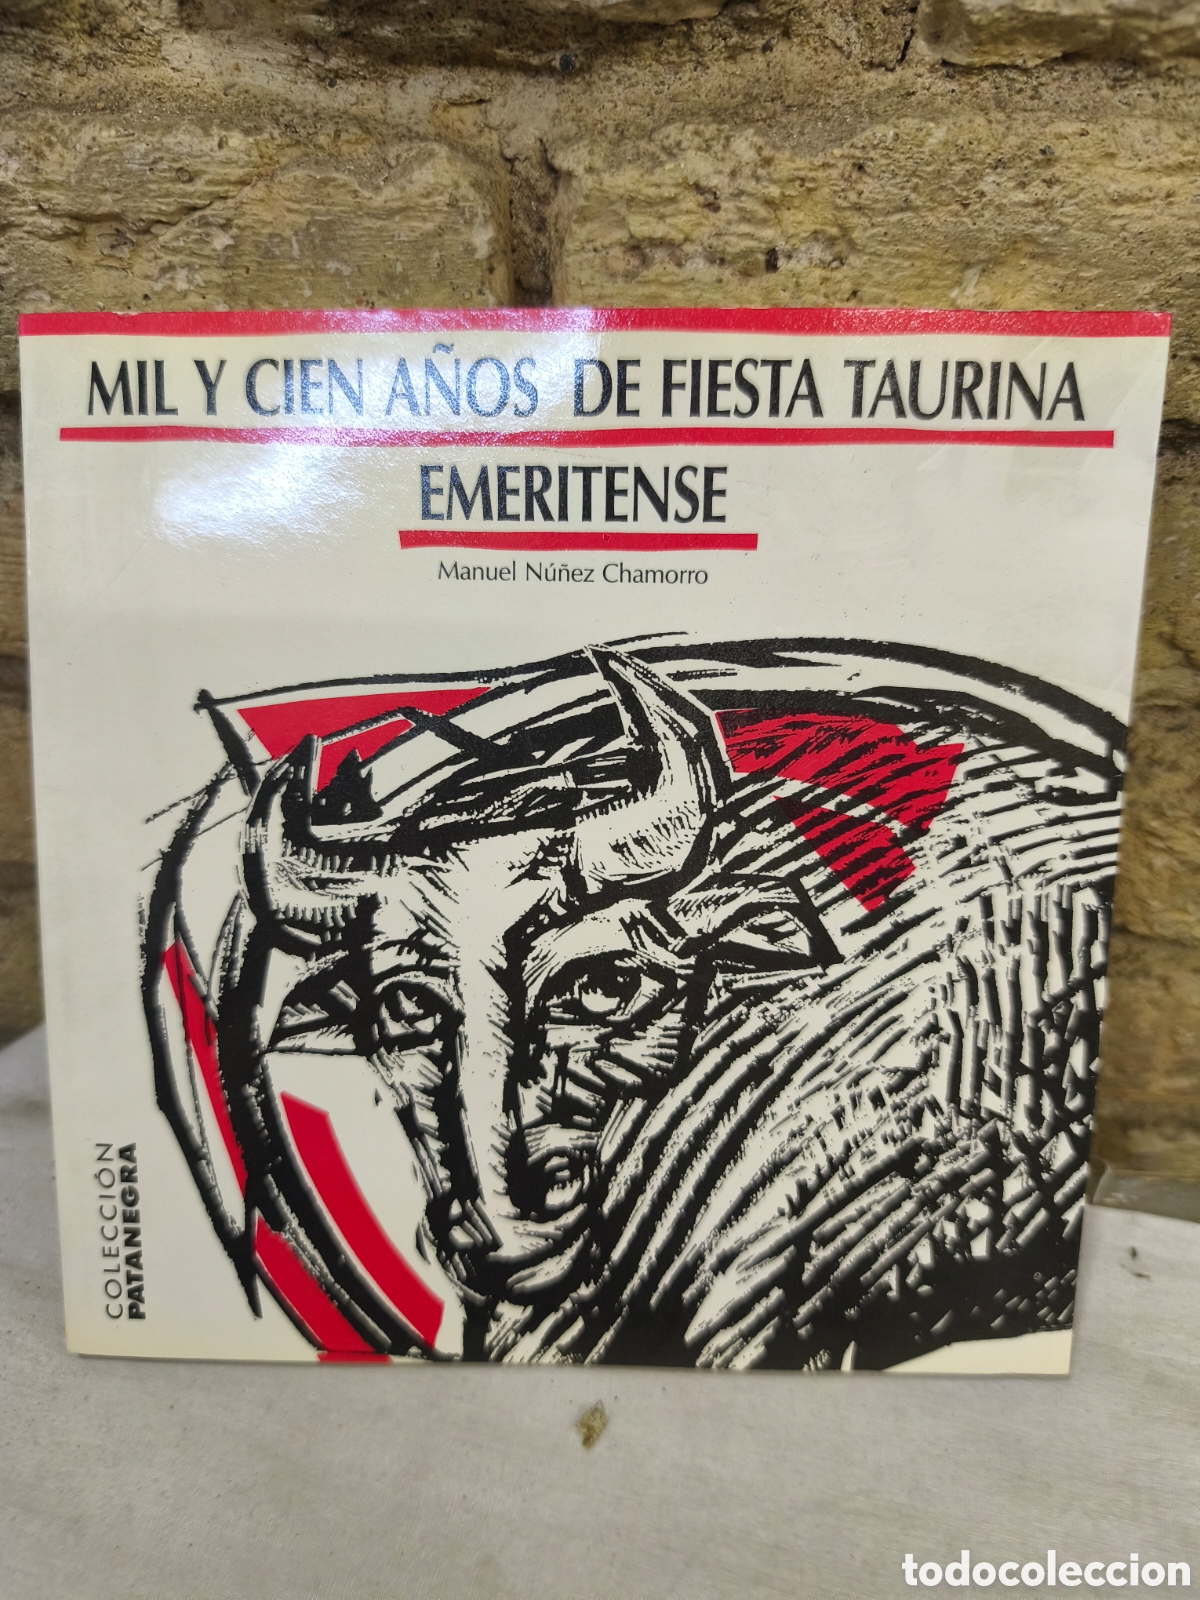 MIL Y CIEN AÑOS DE FIESTA TAURINA
EMERITENSE
Manuel Núñez Chamorro
COLECCIÓN
PATANEGRA
todocoleccion